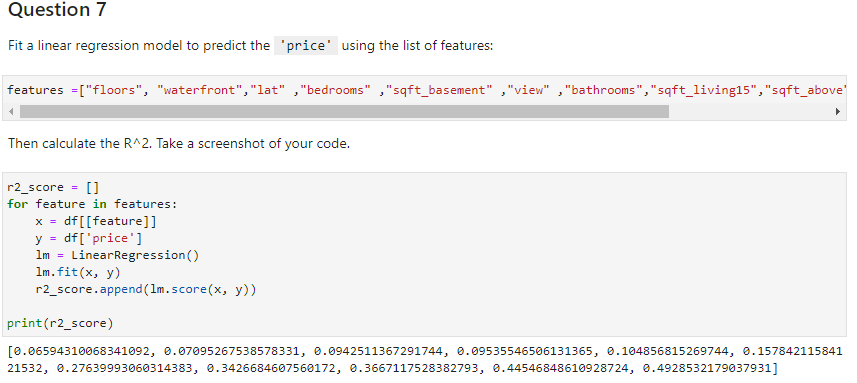 Question 7
Fit a linear regression model to predict the 'price' using the list of features:
features =["floors", "waterfront","lat" ,"bedrooms" ,"sqft_basement" ,"view" ,"bathrooms","sqft_living15","sqft_above"
Then calculate the R^2. Take a screenshot of your code.
r2_score = []
for feature in features:
    x = df[[feature]]
    y = df['price']
    lm = LinearRegression()
    lm.fit(x, y)
    r2_score.append(lm.score(x, y))
print(r2_score)
[0.06594310068341092, 0.07095267538578331, 0.0942511367291744, 0.09535546506131365, 0.104856815269744, 0.157842115841
21532, 0.27639993060314383, 0.3426684607560172, 0.3667117528382793, 0.44546848610928724, 0.4928532179037931]